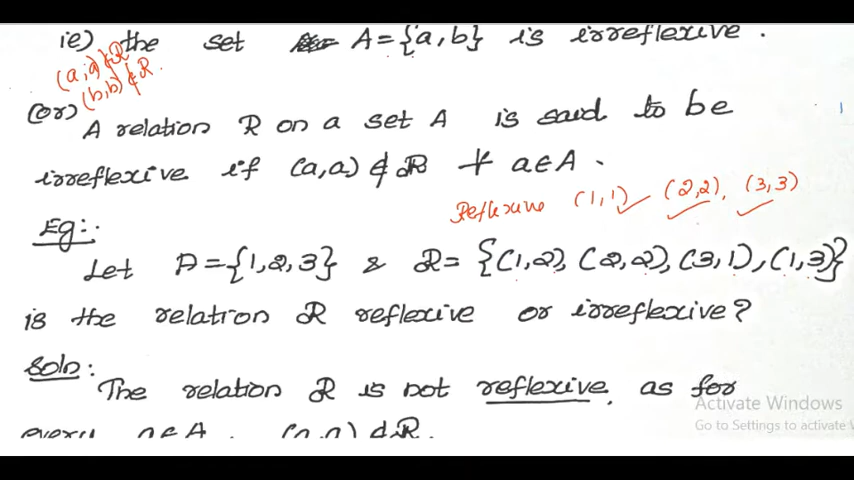 ie) the set A={a,b} is irreflexive.
(a,a)∉R
(b,b)∉R.
(or)
A relation R on a set A is said to be
irreflexive if (a,a)∉R ∀ a∈A.
Reflexive (1,1) ✓ (2,2), ✓ (3,3) ✓
Eg:-
Let A={1,2,3} & R={(1,2),(2,2),(3,1),(1,3)}
is the relation R reflexive or irreflexive?
Soln:
The relation R is not reflexive, as for
every a∈A, (a,a)∉R.
Activate Windows
Go to Settings to activate